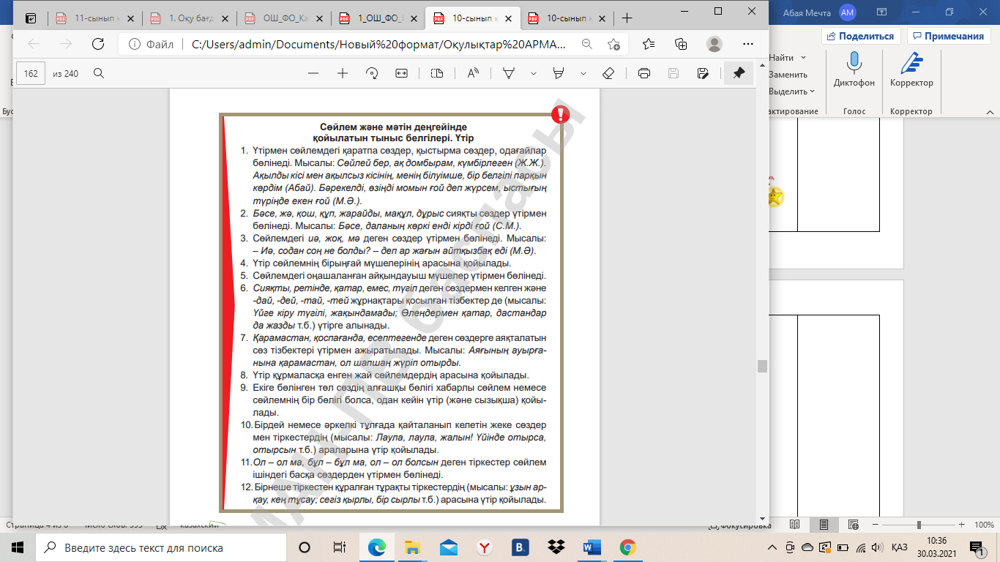 11-сынып к
1. Оқу бағд
ОШ_ФО_Ка
1_ОШ_ФО_
10-сынып к
10-сынып к
Абая Мечта
АМ
Файл
C:/Users/admin/Documents/Новый%20формат/Оқулықтар%20АРМА...
Поделиться
Примечания
162
из 240
Найти
Заменить
Выделить
Диктофон
Корректор
Голос
Корректор
Сөйлем және мәтін деңгейінде
қойылатын тыныс белгілері. Үтір
1. Үтірмен сөйлемдегі қаратпа сөздер, қыстырма сөздер, одағайлар
бөлінеді. Мысалы: Сөйлей бер, ақ домбырам, күмбірлеген (Ж.Ж.).
Ақылды кісі мен ақылсыз кісінің, менің білуімше, бір белгілі парқын
көрдім (Абай). Бәрекелді, өзіңді момын ғой деп жүрсем, ыстығың
түріңде екен ғой (М.Ә.).
2. Бәсе, жә, қош, құп, жарайды, мақұл, дұрыс сияқты сөздер үтірмен
бөлінеді. Мысалы: Бәсе, даланың көркі енді кірді ғой (С.М.).
3. Сөйлемдегі иә, жоқ, мә деген сөздер үтірмен бөлінеді. Мысалы:
– Иә, содан соң не болды? – деп ар жағын айтқызбақ еді (М.Ә).
4. Үтір сөйлемнің бірыңғай мүшелерінің арасына қойылады.
5. Сөйлемдегі оңашаланған айқындауыш мүшелер үтірмен бөлінеді.
6. Сияқты, ретінде, қатар, емес, түгіл деген сөздермен келген және
-дай, -дей, -тай, -тей жұрнақтары қосылған тізбектер де (мысалы:
Үйге кіру түгілі, жақындамады; Өлеңдермен қатар, дастандар
да жазды т.б.) үтірге алынады.
7. Қарамастан, қоспағанда, есептегенде деген сөздерге аяқталатын
сөз тізбектері үтірмен ажыратылады. Мысалы: Аяғының ауырға-
нына қарамастан, ол шапшаң жүріп отырды.
8. Үтір құрмаласқа енген жай сөйлемдердің арасына қойылады.
9. Екіге бөлінген төл сөздің алғашқы бөлігі хабарлы сөйлем немесе
сөйлемнің бір бөлігі болса, одан кейін үтір (және сызықша) қойы-
лады.
10. Бірдей немесе әркелкі тұлғада қайталанып келетін жеке сөздер
мен тіркестердің (мысалы: Лаула, лаула, жалын! Үйінде отырса,
отырсын т.б.) араларына үтір қойылады.
11. Ол – ол ма, бұл – бұл ма, ол – ол болсын деген тіркестер сөйлем
ішіндегі басқа сөздерден үтірмен бөлінеді.
12. Бірнеше тіркестен құралған тұрақты тіркестердің (мысалы: ұзын ар-
қау, кең тұсау; сегіз қырлы, бір сырлы т.б.) арасына үтір қойылады.
МАН-ПВ баспасы
100%
Введите здесь текст для поиска
ҚАЗ
10:36
30.03.2021